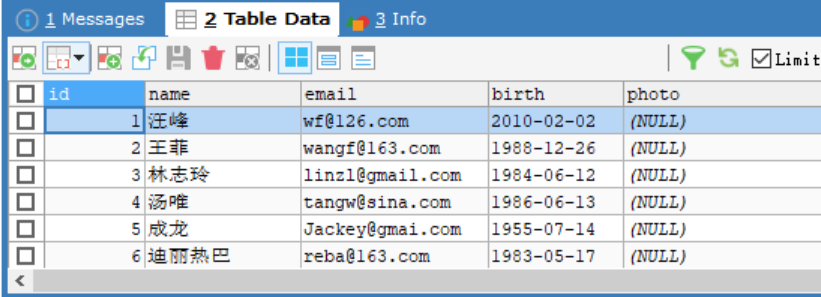 1 Messages 2 Table Data 3 Info
Limit
id name email birth photo
1 汪峰 wf@126.com 2010-02-02 (NULL)
2 王菲 wangf@163.com 1988-12-26 (NULL)
3 林志玲 linzl@gmail.com 1984-06-12 (NULL)
4 汤唯 tangw@sina.com 1986-06-13 (NULL)
5 成龙 Jackey@gmai.com 1955-07-14 (NULL)
6 迪丽热巴 reba@163.com 1983-05-17 (NULL)